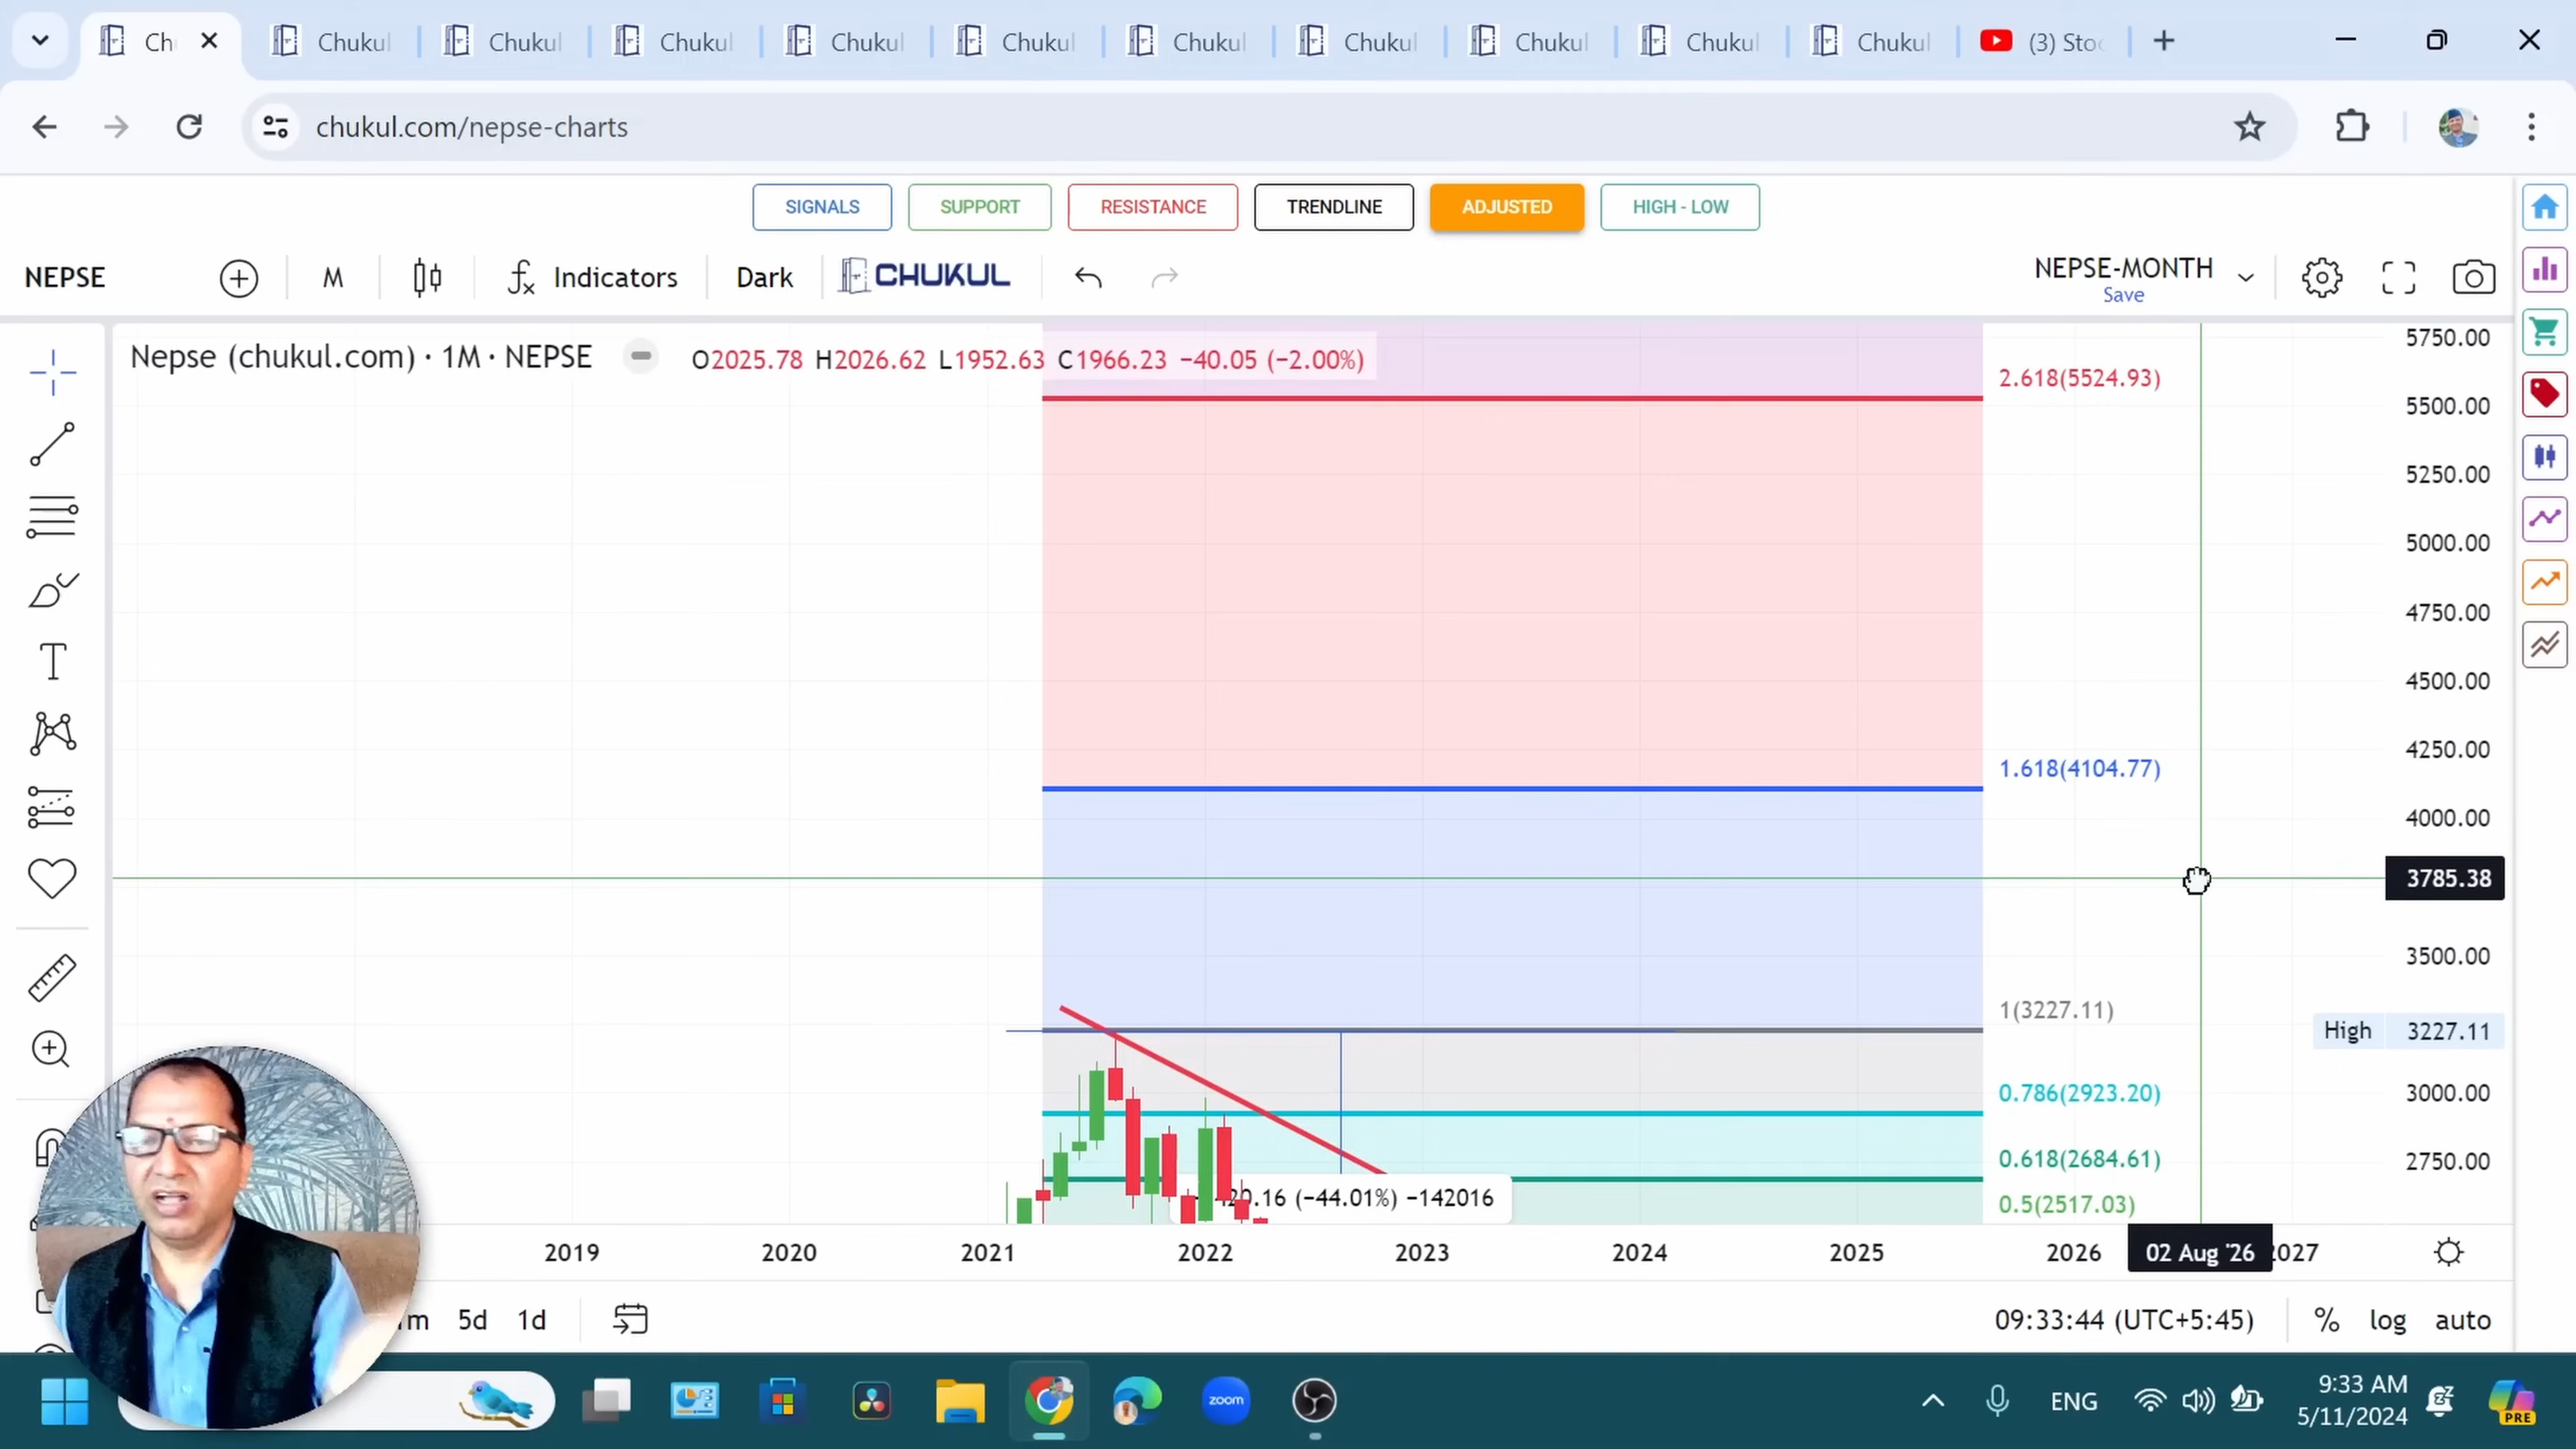 Ch
Chukul
Chukul
Chukul
Chukul
Chukul
Chukul
Chukul
Chukul
Chukul
Chukul
(3) Sto
chukul.com/nepse-charts
SIGNALS
SUPPORT
RESISTANCE
TRENDLINE
ADJUSTED
HIGH - LOW
NEPSE
M
Indicators
Dark
CHUKUL
NEPSE-MONTH
Save
Nepse (chukul.com) · 1M · NEPSE
O2025.78 H2026.62 L1952.63 C1966.23 −40.05 (−2.00%)
5750.00
2.618(5524.93)
5500.00
5250.00
5000.00
4750.00
4500.00
4250.00
1.618(4104.77)
4000.00
3785.38
3500.00
1(3227.11)
High 3227.11
0.786(2923.20)
3000.00
0.618(2684.61)
2750.00
20.16 (−44.01%) −142016
0.5(2517.03)
2019
2020
2021
2022
2023
2024
2025
2026
02 Aug '26
2027
m
5d
1d
09:33:44 (UTC+5:45)
%
log
auto
zoom
ENG
9:33 AM
5/11/2024
PRE